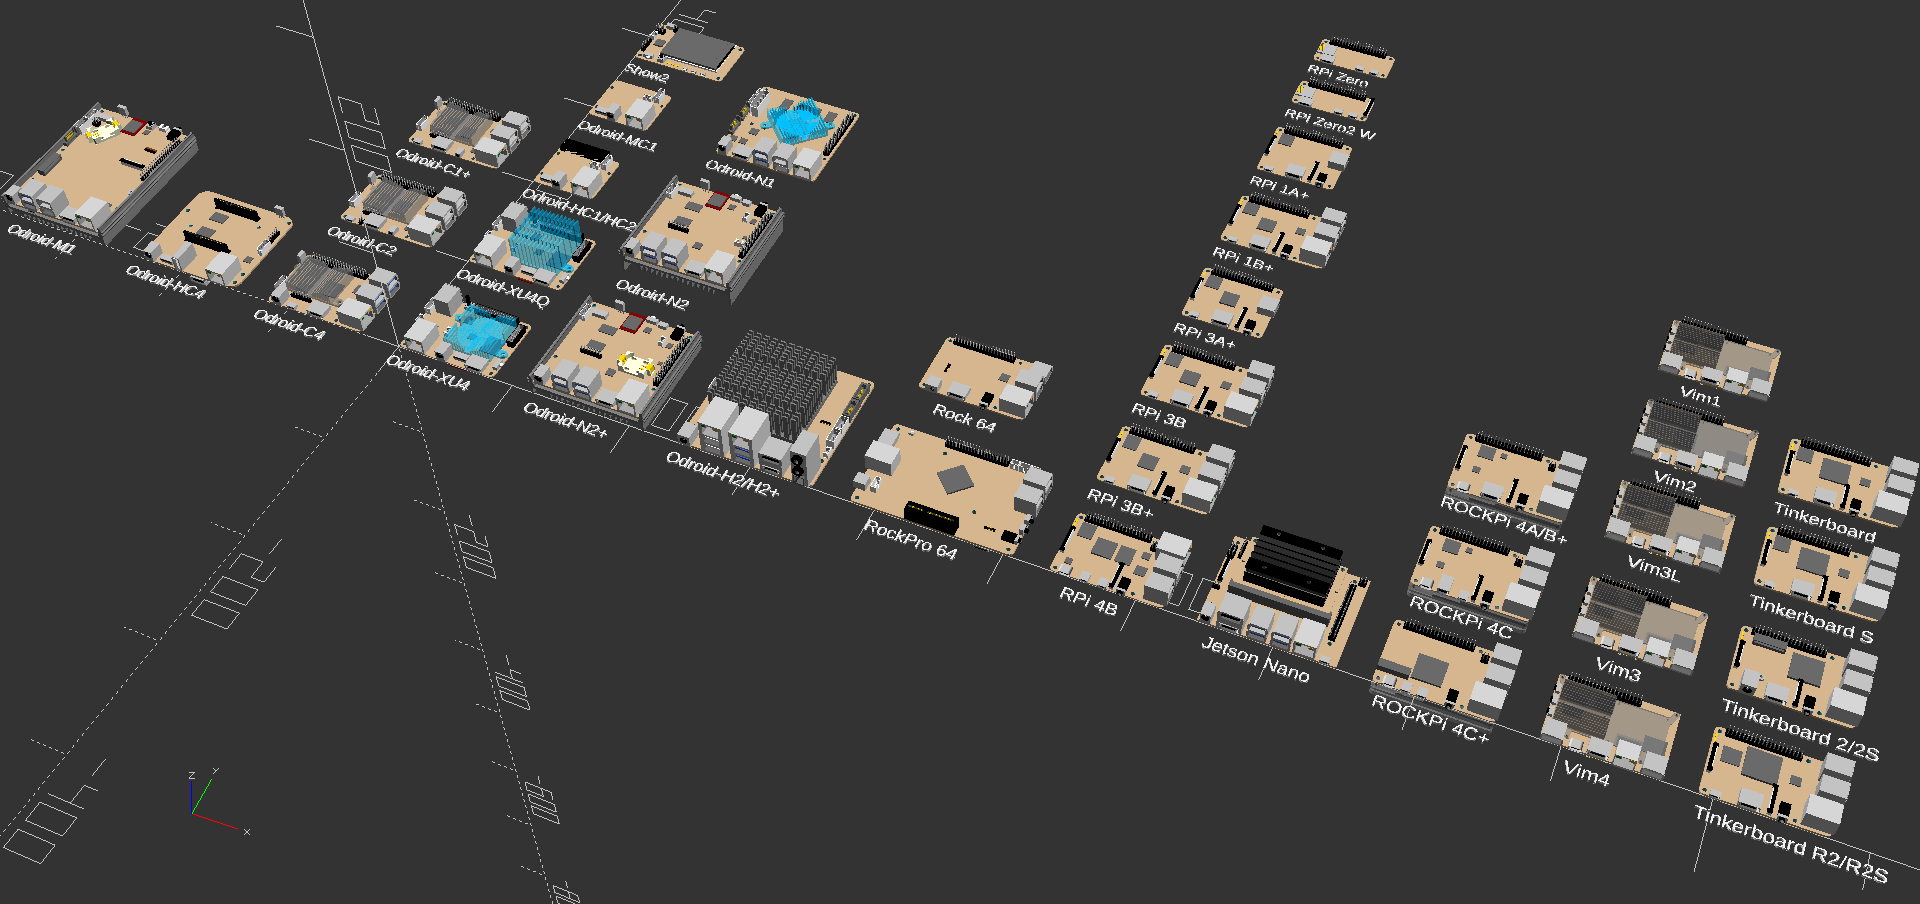 Show2
RPi Zero
Odroid-MC1
RPi Zero2 W
Odroid-C1+
Odroid-N1
RPi 1A+
Odroid-HC1/HC2
Odroid-M1
Odroid-C2
RPi 1B+
Odroid-HC4
Odroid-XU4Q
Odroid-N2
Odroid-C4
RPi 3A+
Odroid-XU4
Vim1
Odroid-N2+
Rock 64
RPi 3B
Odroid-H2/H2+
Vim2
RPi 3B+
ROCKPi 4A/B+
Tinkerboard
RockPro 64
Vim3L
RPi 4B
ROCKPi 4C
Tinkerboard S
Jetson Nano
Vim3
ROCKPi 4C+
Tinkerboard 2/2S
Vim4
Tinkerboard R2/R2S
Z
Y
X